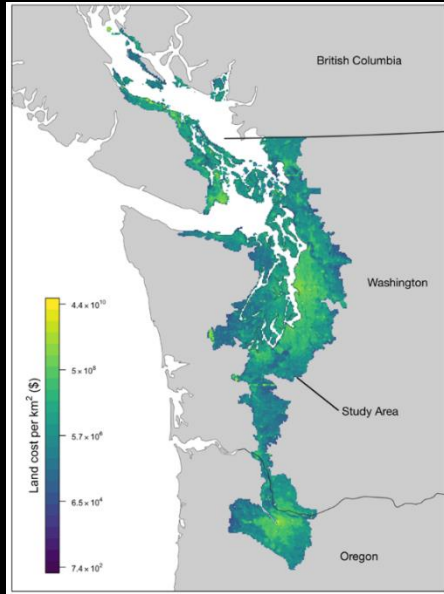 British Columbia
Washington
4.4 × 10¹⁰
5 × 10⁸
5.7 × 10⁶
6.5 × 10⁴
7.4 × 10²
Land cost per km² ($)
Study Area
Oregon